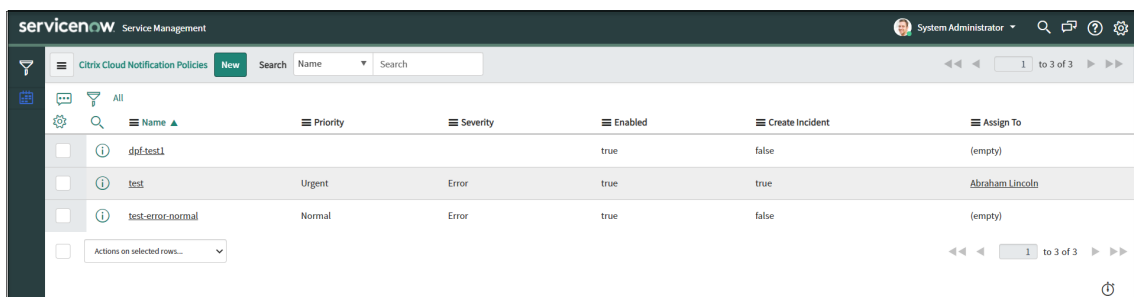 servicenow Service Management System Administrator
Citrix Cloud Notification Policies New Search Name Search 1 to 3 of 3
All
Name Priority Severity Enabled Create Incident Assign To
dpf-test1 true false (empty)
test Urgent Error true true Abraham Lincoln
test-error-normal Normal Error true false (empty)
Actions on selected rows... 1 to 3 of 3